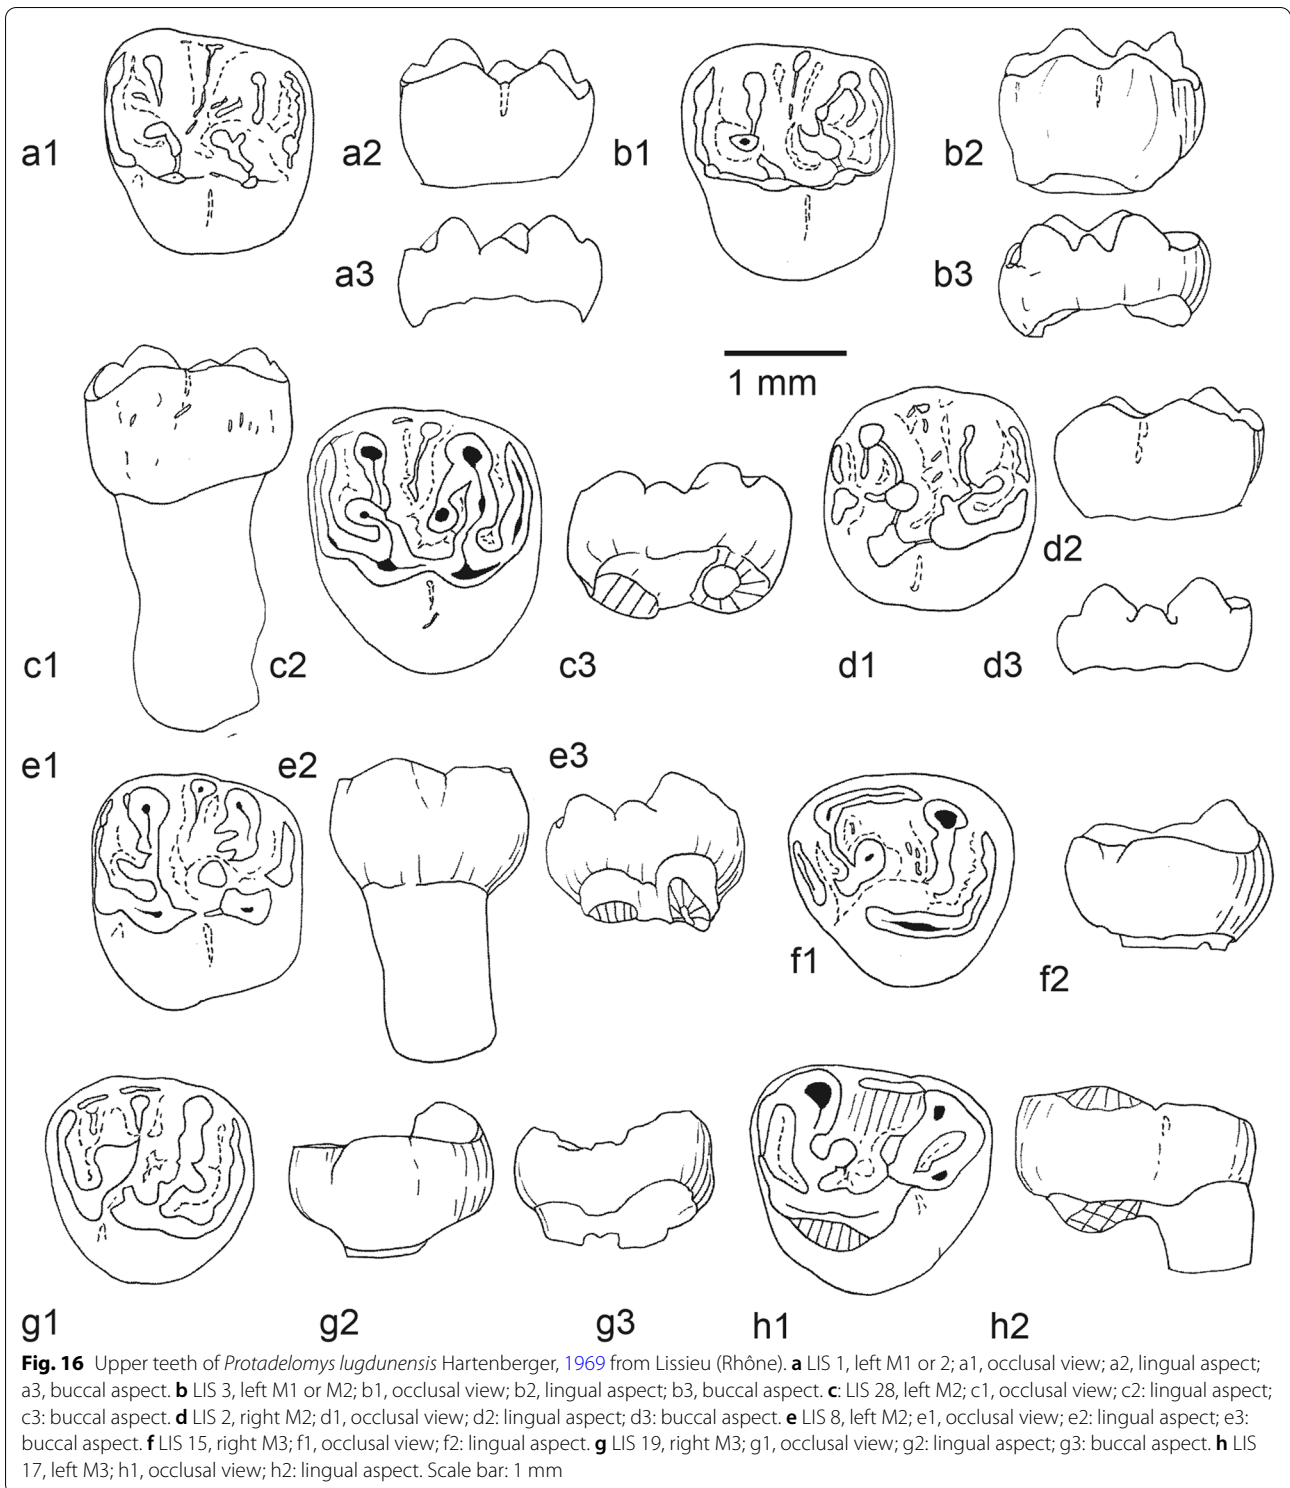 a1
a2
b1
b2
a3
b3
1 mm
c1
c2
c3
d1
d2
d3
e1
e2
e3
f1
f2
g1
g2
g3
h1
h2
Fig. 16 Upper teeth of Protadelomys lugdunensis Hartenberger, 1969 from Lissieu (Rhône). a LIS 1, left M1 or 2; a1, occlusal view; a2, lingual aspect;
a3, buccal aspect. b LIS 3, left M1 or M2; b1, occlusal view; b2, lingual aspect; b3, buccal aspect. c: LIS 28, left M2; c1, occlusal view; c2: lingual aspect;
c3: buccal aspect. d LIS 2, right M2; d1, occlusal view; d2: lingual aspect; d3: buccal aspect. e LIS 8, left M2; e1, occlusal view; e2: lingual aspect; e3:
buccal aspect. f LIS 15, right M3; f1, occlusal view; f2: lingual aspect. g LIS 19, right M3; g1, occlusal view; g2: lingual aspect; g3: buccal aspect. h LIS
17, left M3; h1, occlusal view; h2: lingual aspect. Scale bar: 1 mm